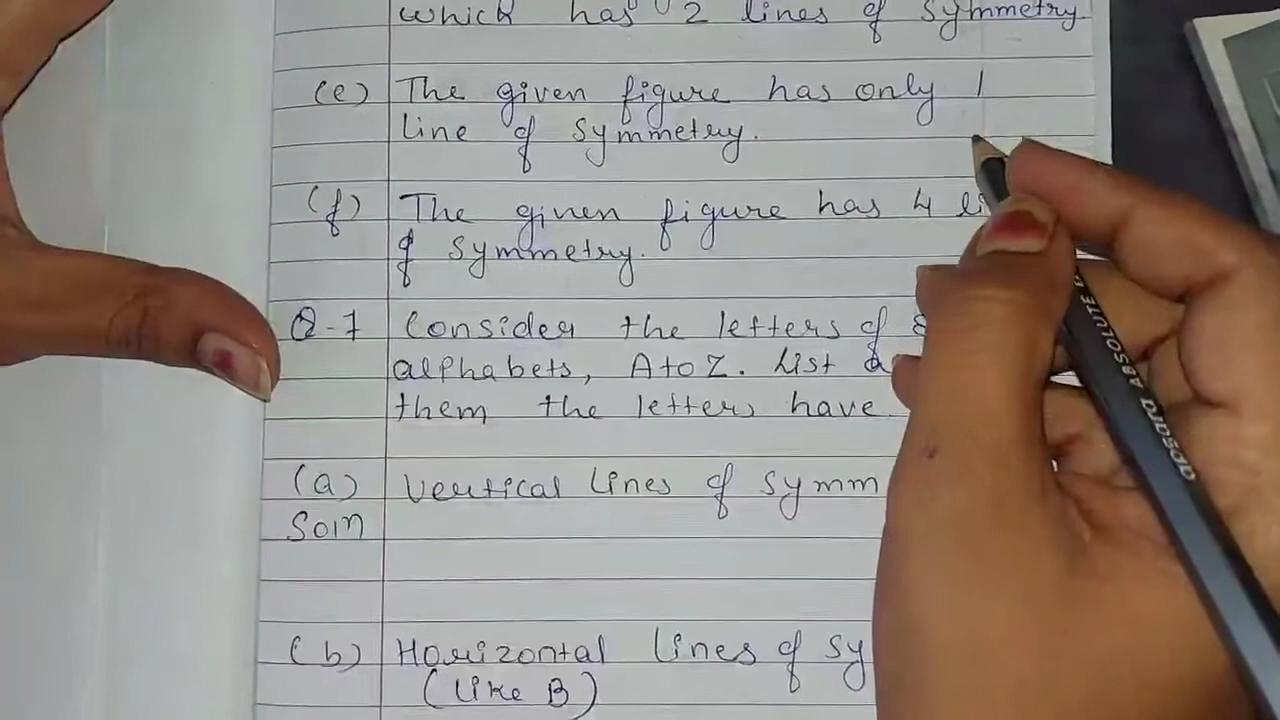 which has 2 lines of symmetry.
(e) The given figure has only 1
line of symmetry.
(f) The given figure has 4
of symmetry.
Q-7 Consider the letters of
alphabets, A to Z. List
them the letters have
(a) Vertical lines of symm
Soln
(b) Horizontal lines of sy
(like B)
apsara ABSOLUTE